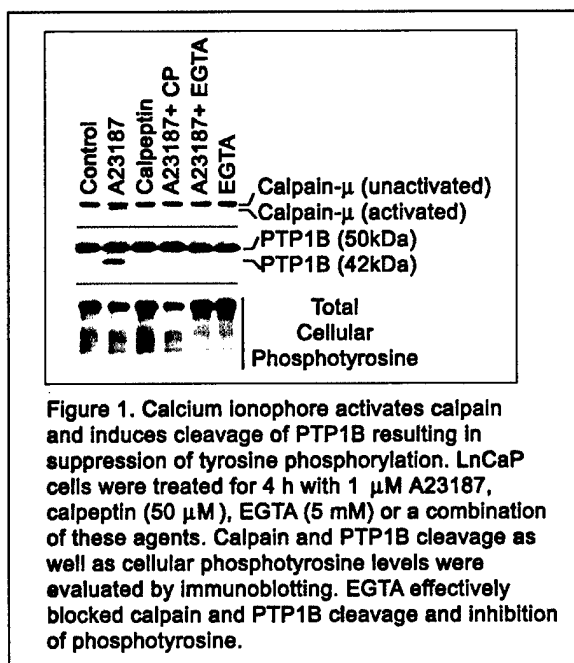 Control
A23187
Calpeptin
A23187+ CP
A23187+ EGTA
EGTA
Calpain-μ (unactivated)
Calpain-μ (activated)
PTP1B (50kDa)
PTP1B (42kDa)
Total
Cellular
Phosphotyrosine
Figure 1. Calcium ionophore activates calpain
and induces cleavage of PTP1B resulting in
suppression of tyrosine phosphorylation. LnCaP
cells were treated for 4 h with 1 μM A23187,
calpeptin (50 μM), EGTA (5 mM) or a combination
of these agents. Calpain and PTP1B cleavage as
well as cellular phosphotyrosine levels were
evaluated by immunoblotting. EGTA effectively
blocked calpain and PTP1B cleavage and inhibition
of phosphotyrosine.